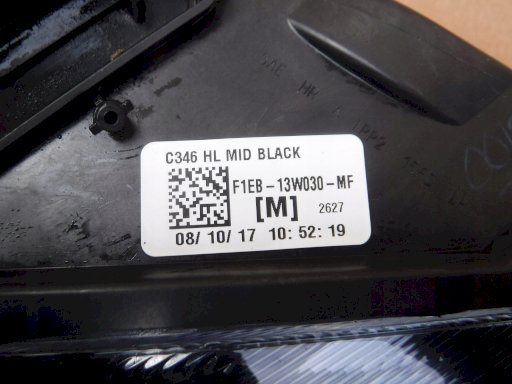 C346 HL MID BLACK
F1EB-13W030-MF
[M] 2627
08/ 10/ 17 10: 52: 19